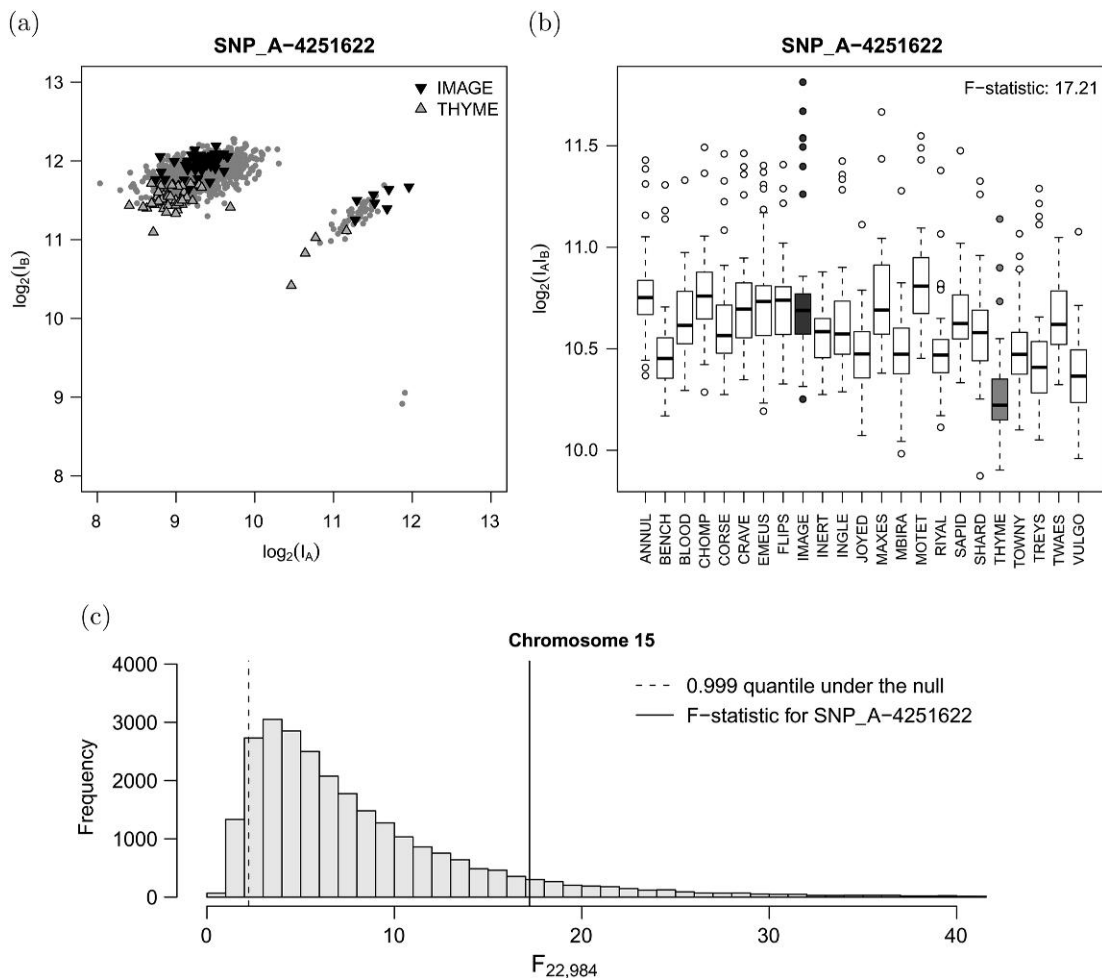 (a)
SNP_A−4251622
IMAGE
THYME
13
12
11
10
9
8
log2(IB)
8 9 10 11 12 13
log2(IA)
(b)
SNP_A−4251622
F−statistic: 17.21
11.5
11.0
10.5
10.0
log2(IAIB)
ANNUL
BENCH
BLOOD
CHOMP
CORSE
CRAVE
EMEUS
FLIPS
IMAGE
INERT
INGLE
JOYED
MAXES
MBIRA
MOTET
RIYAL
SAPID
SHARD
THYME
TOWNY
TREYS
TWAES
VULGO
(c)
Chromosome 15
4000
3000
2000
1000
0
Frequency
0.999 quantile under the null
F−statistic for SNP_A−4251622
0 10 20 30 40
F22,984